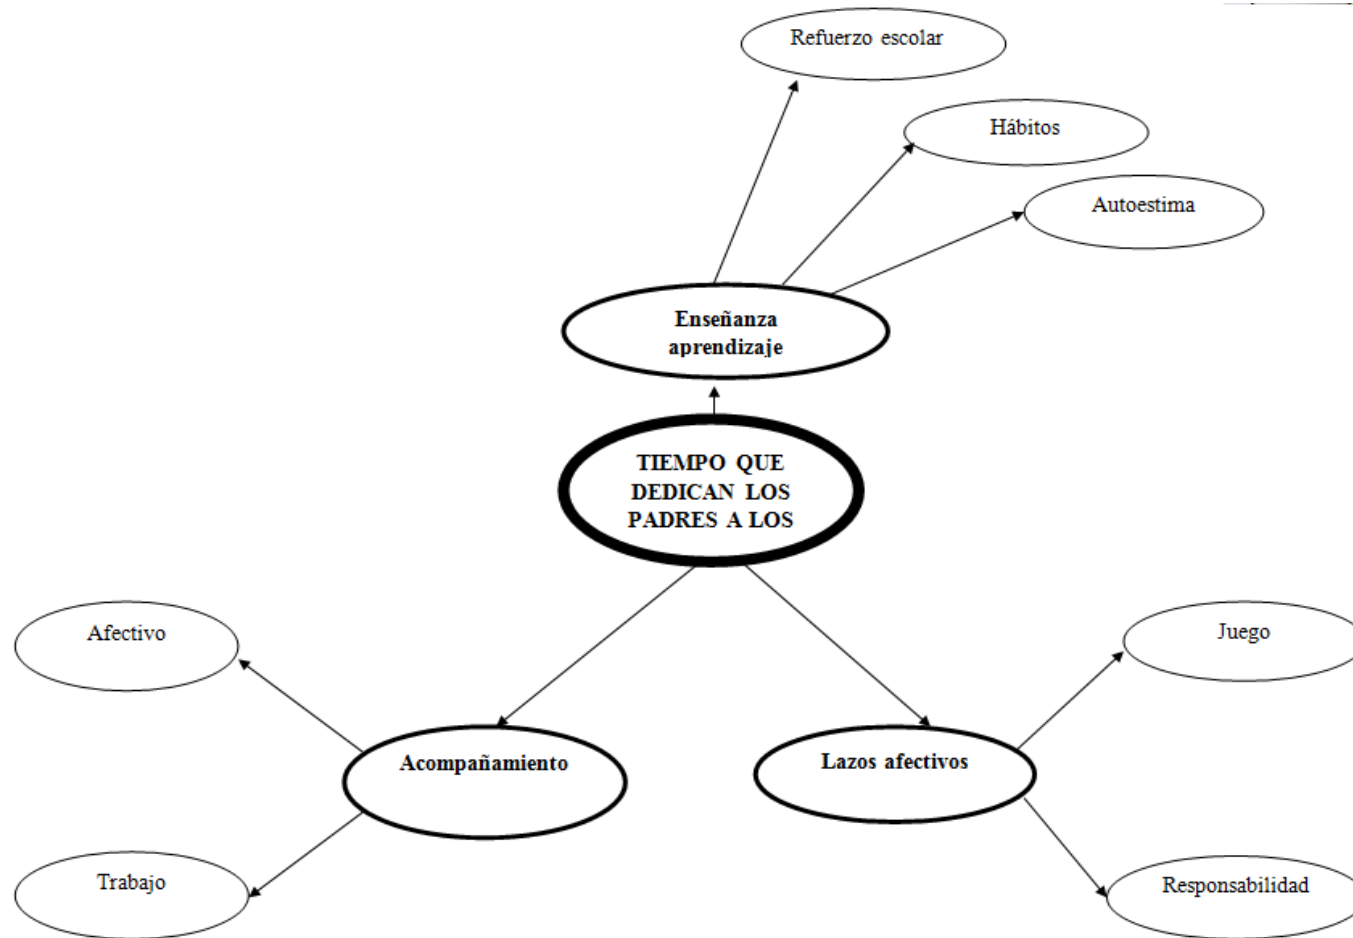 Refuerzo escolar
Hábitos
Autoestima
Enseñanza
aprendizaje
TIEMPO QUE
DEDICAN LOS
PADRES A LOS
Afectivo
Juego
Acompañamiento
Lazos afectivos
Trabajo
Responsabilidad